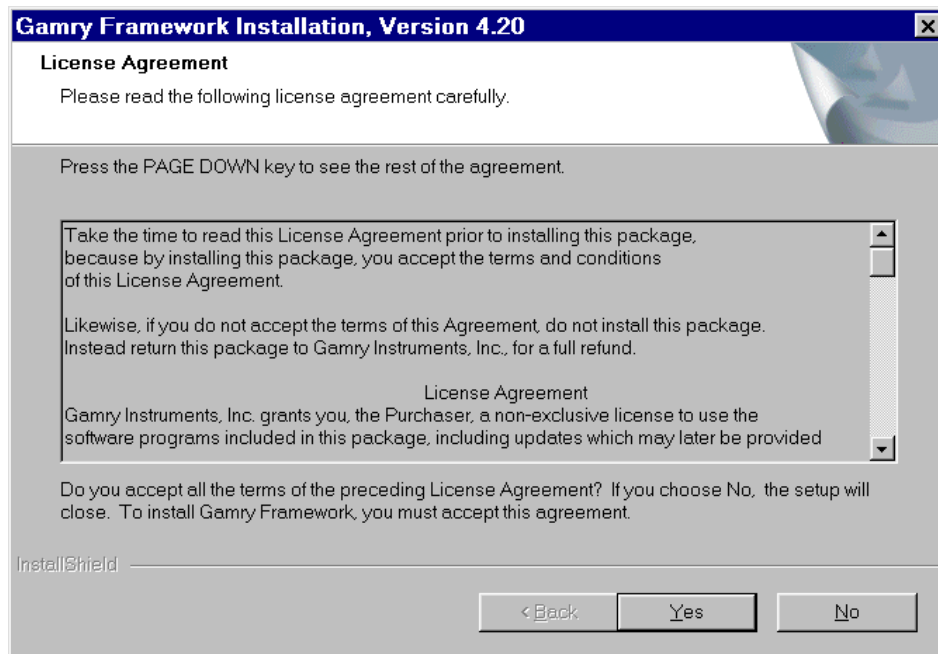 Gamry Framework Installation, Version 4.20
License Agreement
Please read the following license agreement carefully.
Press the PAGE DOWN key to see the rest of the agreement.
Take the time to read this License Agreement prior to installing this package,
because by installing this package, you accept the terms and conditions
of this License Agreement.
Likewise, if you do not accept the terms of this Agreement, do not install this package.
Instead return this package to Gamry Instruments, Inc., for a full refund.
License Agreement
Gamry Instruments, Inc. grants you, the Purchaser, a non-exclusive license to use the
software programs included in this package, including updates which may later be provided
Do you accept all the terms of the preceding License Agreement?  If you choose No,  the setup will
close.  To install Gamry Framework, you must accept this agreement.
InstallShield
< Back Yes No